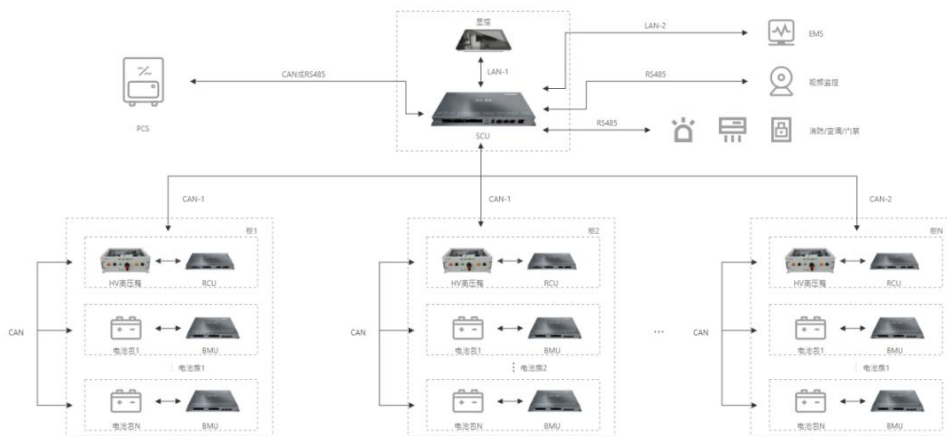 显控
LAN-2
EMS
LAN-1
CAN或RS485
RS485
视频监控
PCS
SCU
RS485
消防/空调/门禁
CAN-1
CAN-1
CAN-2
柜1
柜2
柜N
HV高压箱
RCU
HV高压箱
RCU
HV高压箱
RCU
CAN
CAN
...
CAN
电池包1
BMU
电池包1
BMU
电池包1
BMU
电池簇1
电池簇2
电池簇1
电池包N
BMU
电池包N
BMU
电池包N
BMU